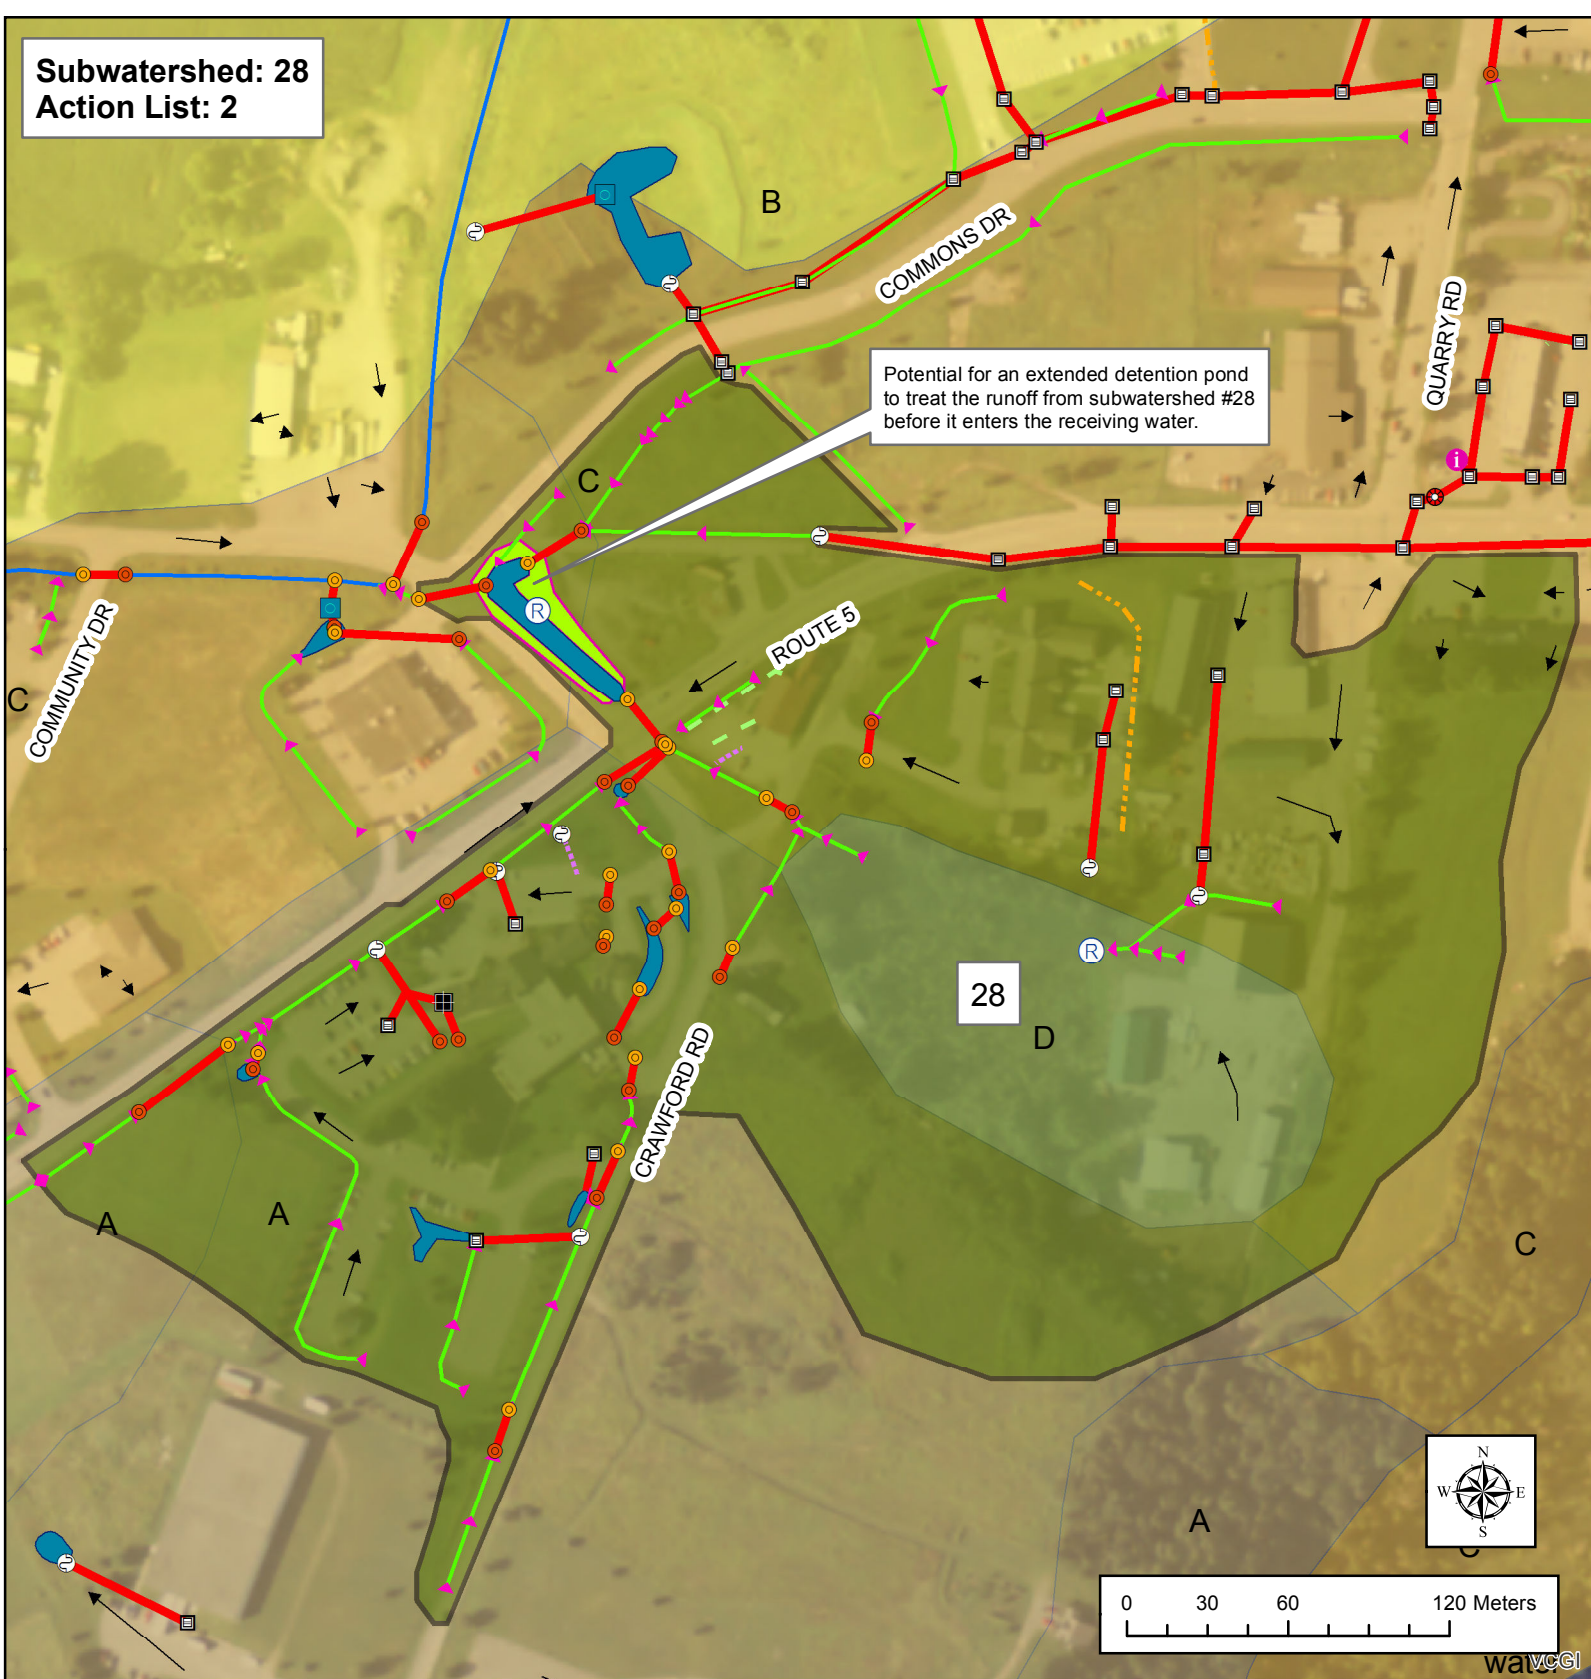 Subwatershed: 28
Action List: 2
B
COMMONS DR
QUARRY RD
Potential for an extended detention pond
to treat the runoff from subwatershed #28
before it enters the receiving water.
i
C
R
ROUTE 5
COMMUNITY DR
C
R
28
D
CRAWFORD RD
A
A
C
A
N
W E
S
C
0 30 60 120 Meters
water
VCGI